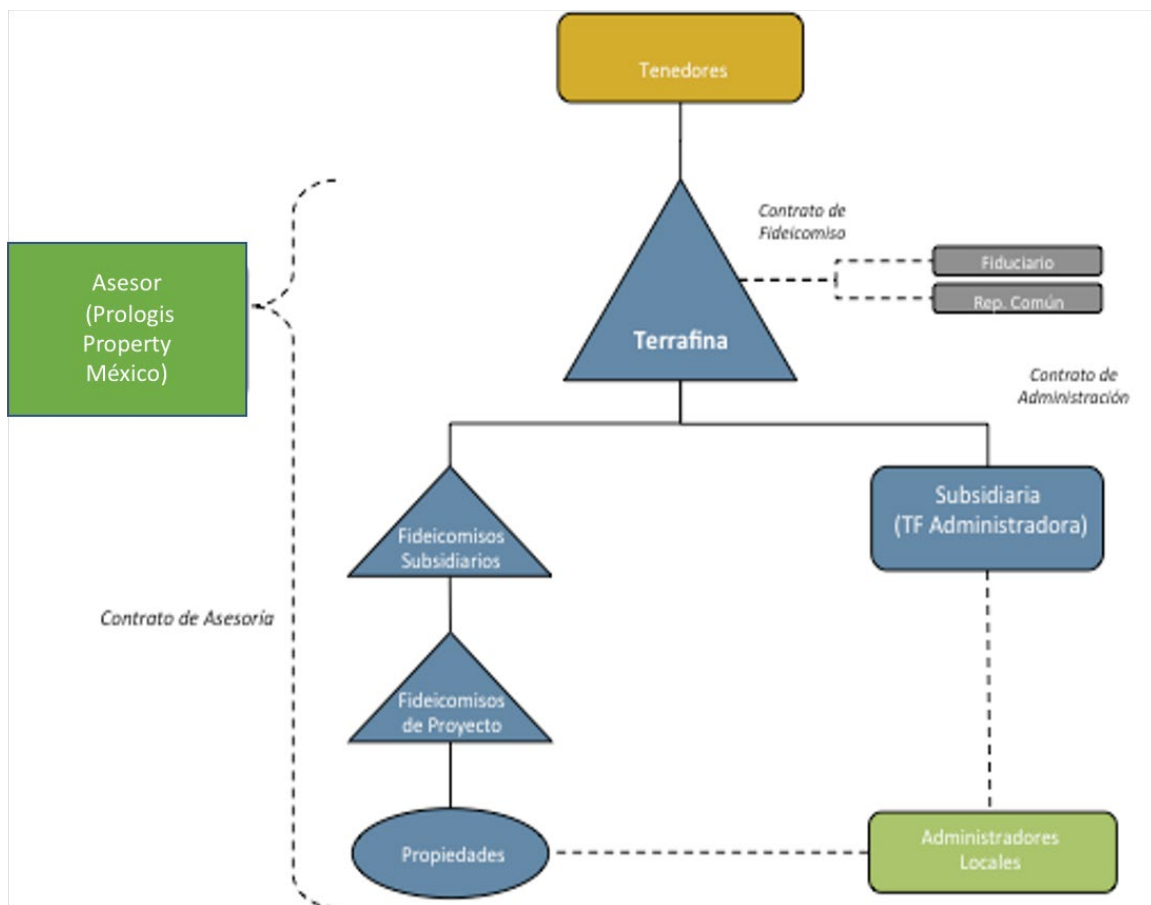 Tenedores
Contrato de
Fideicomiso
Fiduciario
Rep. Común
Asesor
(Prologis
Property
México)
Terrafina
Contrato de
Administración
Subsidiaria
(TF Administradora)
Fideicomisos
Subsidiarios
Contrato de Asesoría
Fideicomisos
de Proyecto
Propiedades
Administradores
Locales